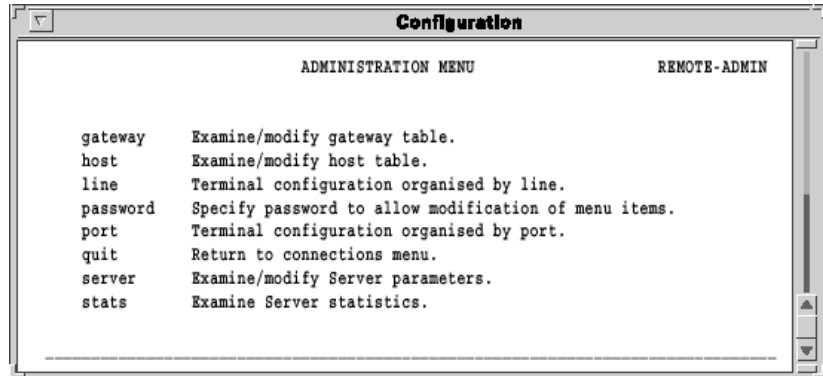 Configuration
ADMINISTRATION MENU REMOTE-ADMIN
gateway Examine/modify gateway table.
host Examine/modify host table.
line Terminal configuration organised by line.
password Specify password to allow modification of menu items.
port Terminal configuration organised by port.
quit Return to connections menu.
server Examine/modify Server parameters.
stats Examine Server statistics.